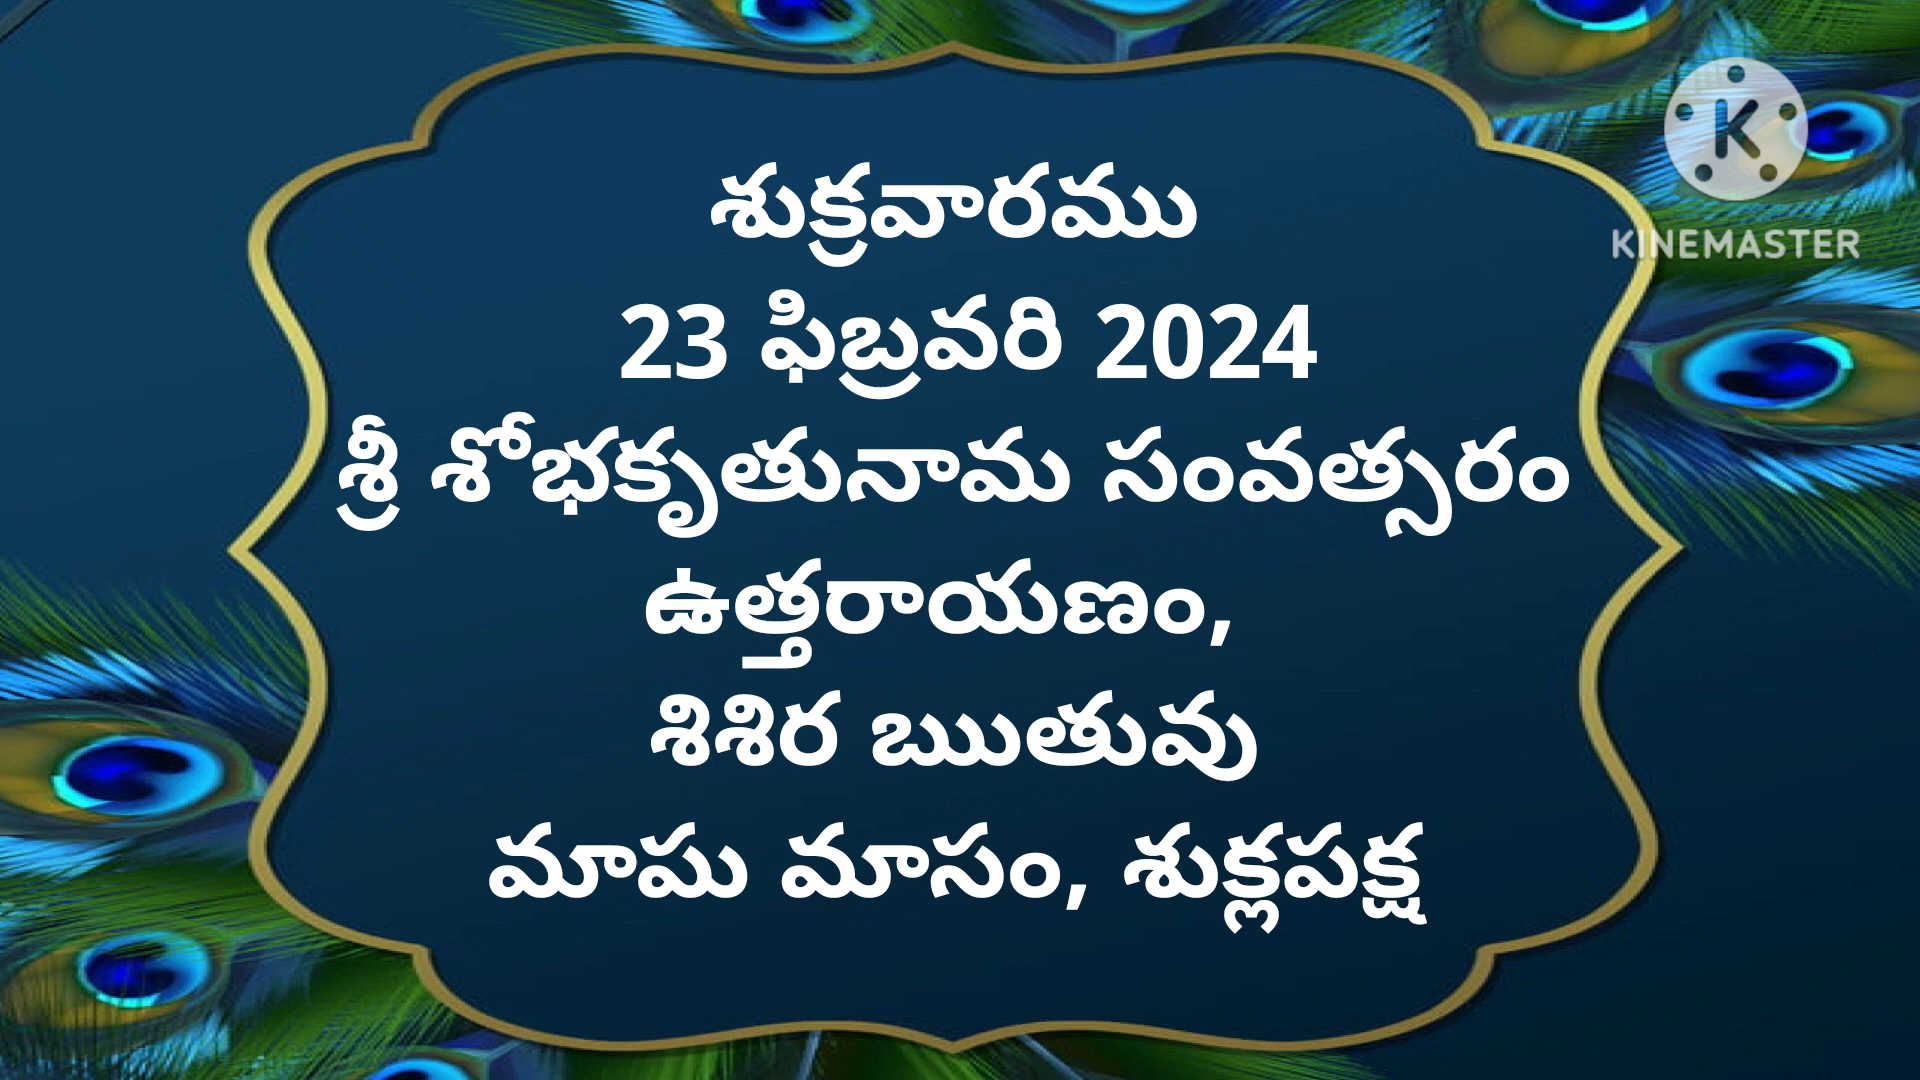 శుక్రవారము
23 ఫిబ్రవరి 2024
శ్రీ శోభకృతునామ సంవత్సరం
ఉత్తరాయణం,
శిశిర ఋతువు
మాఘ మాసం, శుక్లపక్ష
KINEMASTER